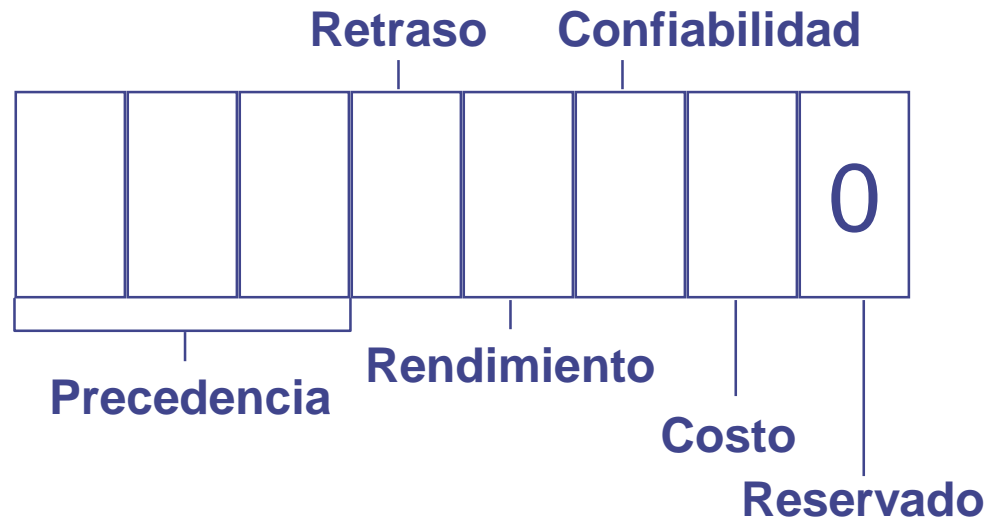 Retraso Confiabilidad
0
Precedencia
Rendimiento
Costo
Reservado